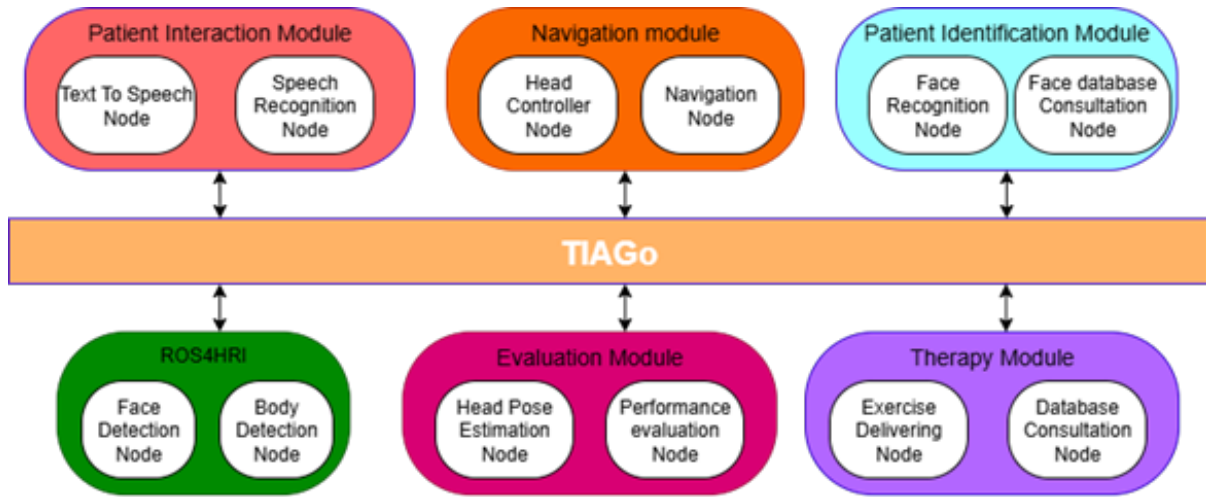 Patient Interaction Module
Text To Speech
Node
Speech
Recognition
Node
Navigation module
Head
Controller
Node
Navigation
Node
Patient Identification Module
Face
Recognition
Node
Face database
Consultation
Node
TIAGo
ROS4HRI
Face
Detection
Node
Body
Detection
Node
Evaluation Module
Head Pose
Estimation
Node
Performance
evaluation
Node
Therapy Module
Exercise
Delivering
Node
Database
Consultation
Node